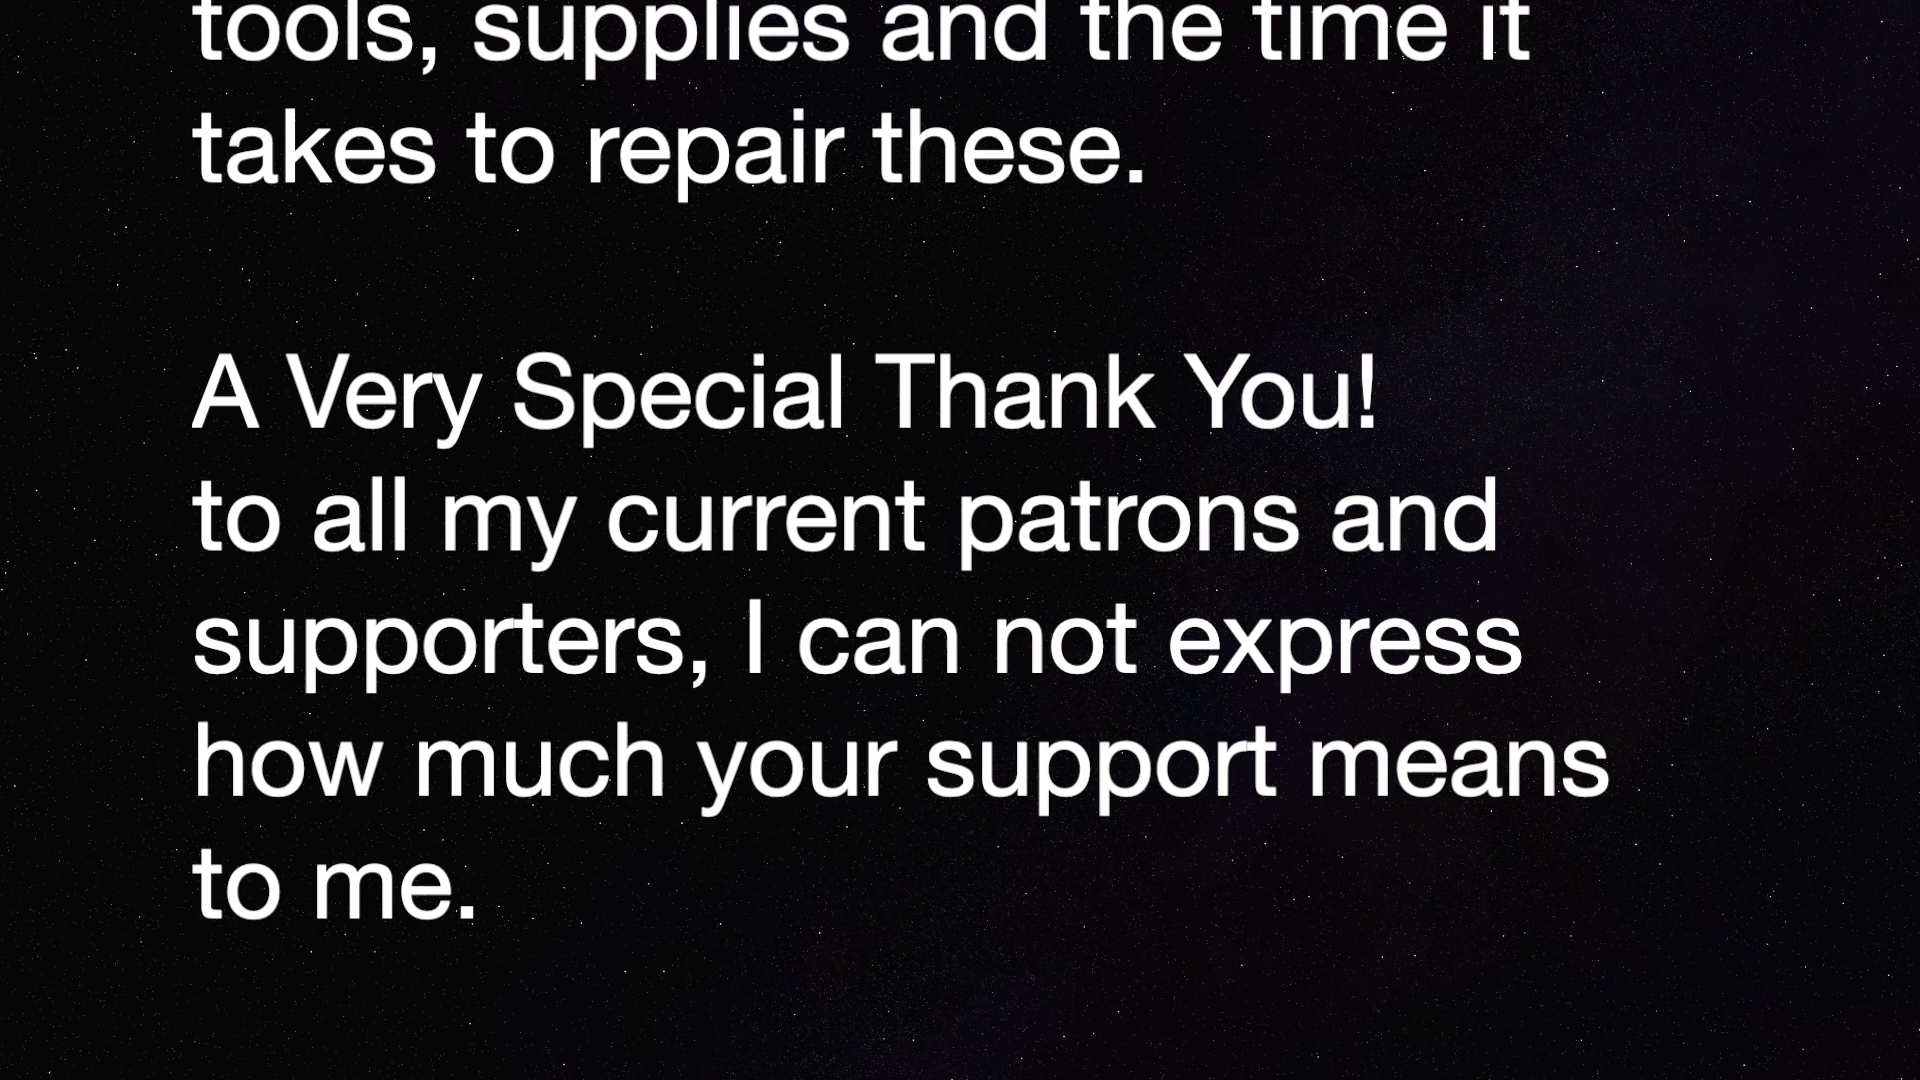 tools, supplies and the time it
takes to repair these.
A Very Special Thank You!
to all my current patrons and
supporters, I can not express
how much your support means
to me.